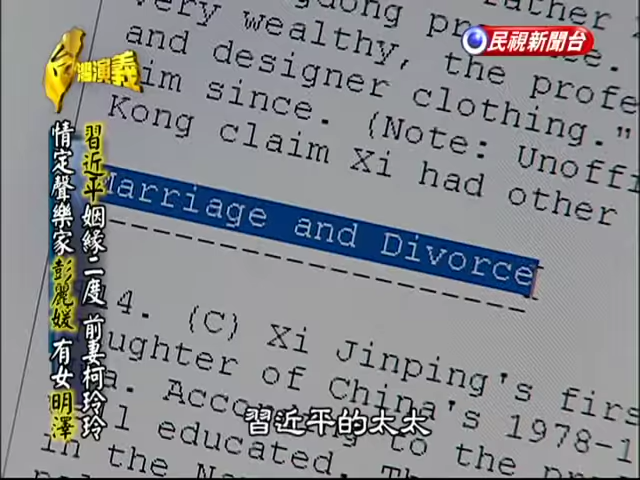 民視新聞台
台灣演義
very wealthy, the profe
and designer clothing."
him since. (Note: Unoffi
Kong claim Xi had other
Marriage and Divorce
--------------------
4. (C) Xi Jinping's firs
ughter of China's 1978-1
According to the
educated.
in the
習近平姻緣二度 前妻柯玲玲
情定聲樂家彭麗媛 有女明澤
習近平的太太